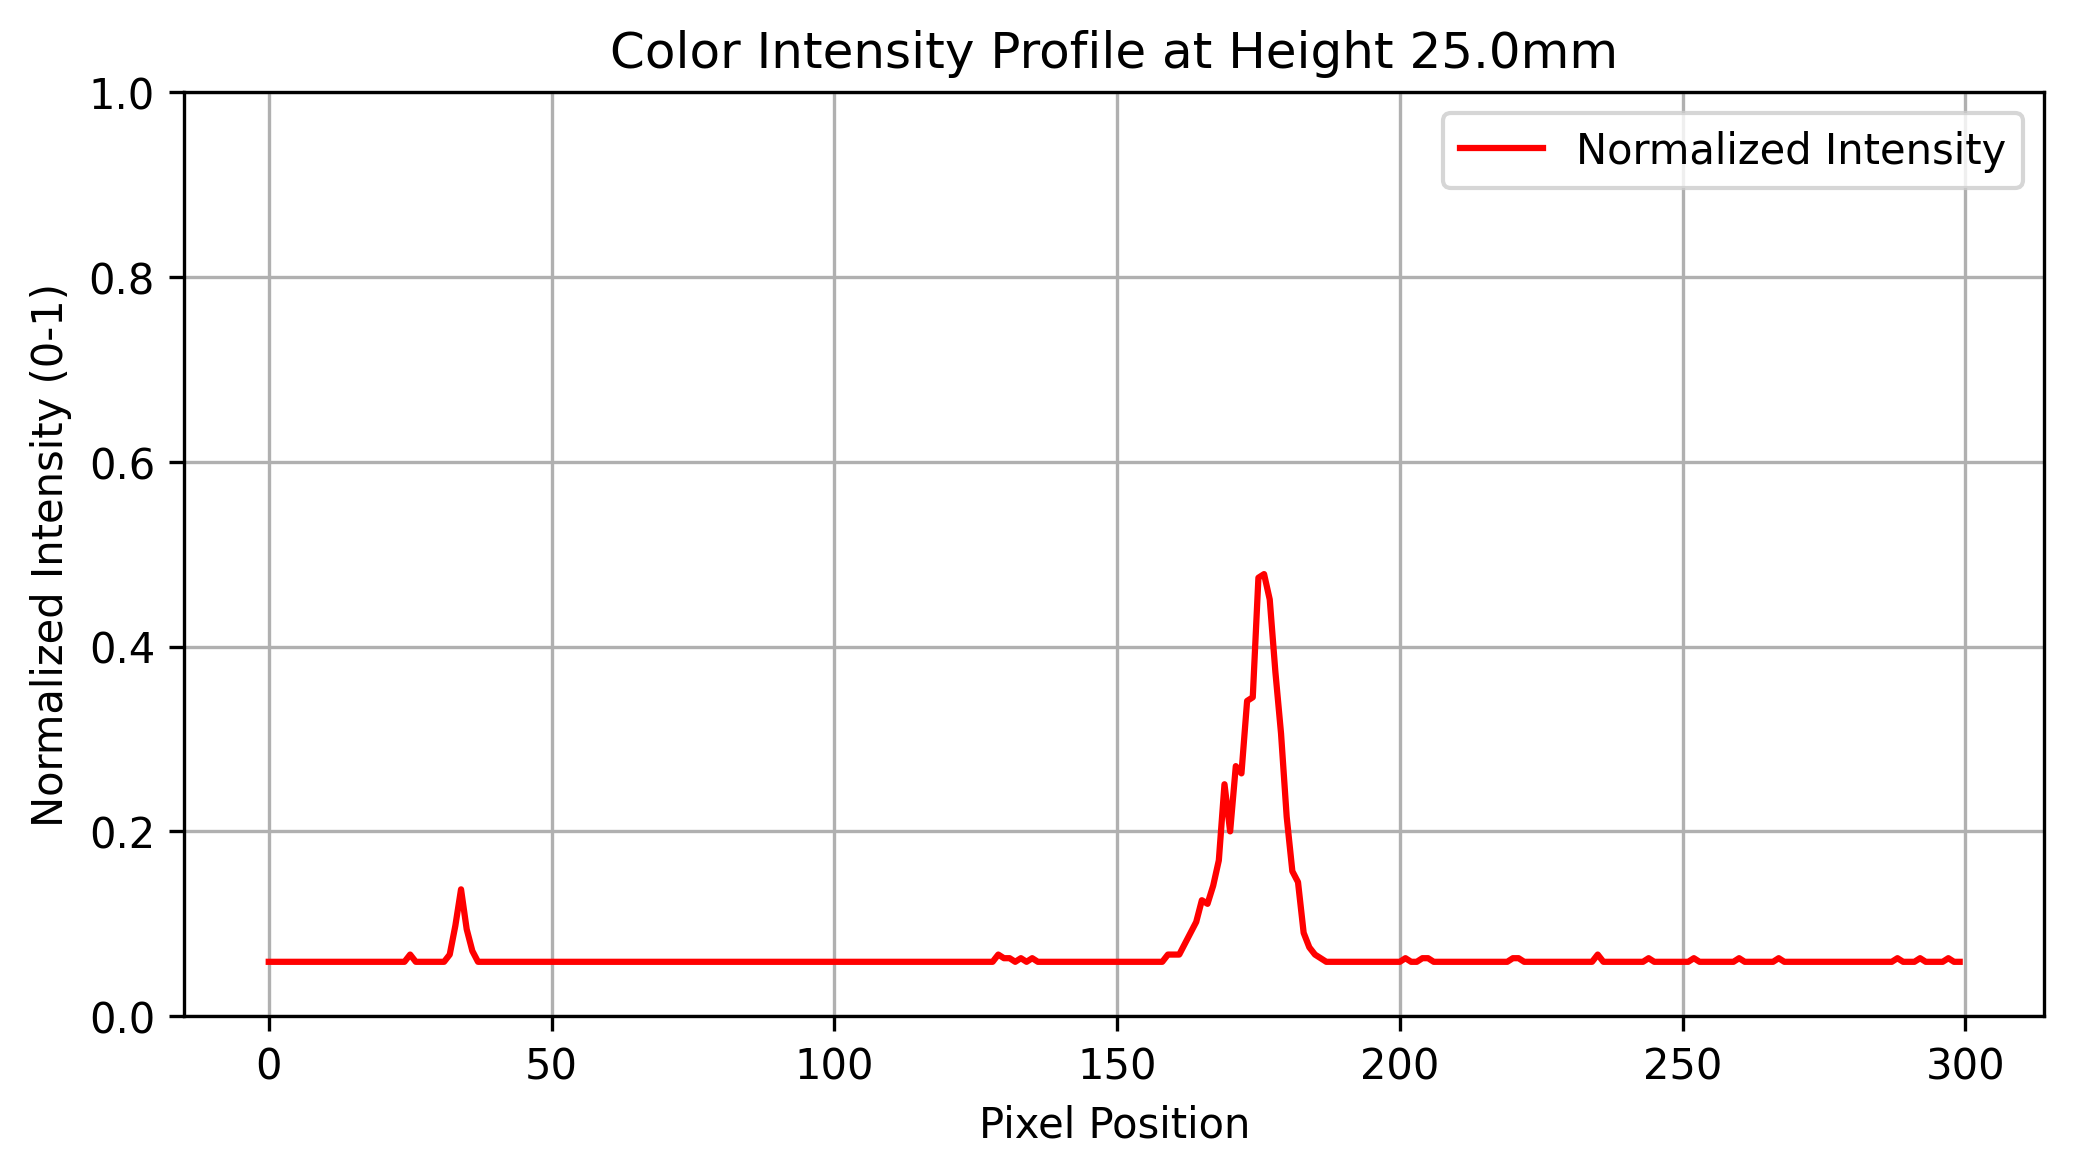 Color Intensity Profile at Height 25.0mm
Normalized Intensity
Normalized Intensity (0-1)
1.0
0.8
0.6
0.4
0.2
0.0
0 50 100 150 200 250 300
Pixel Position